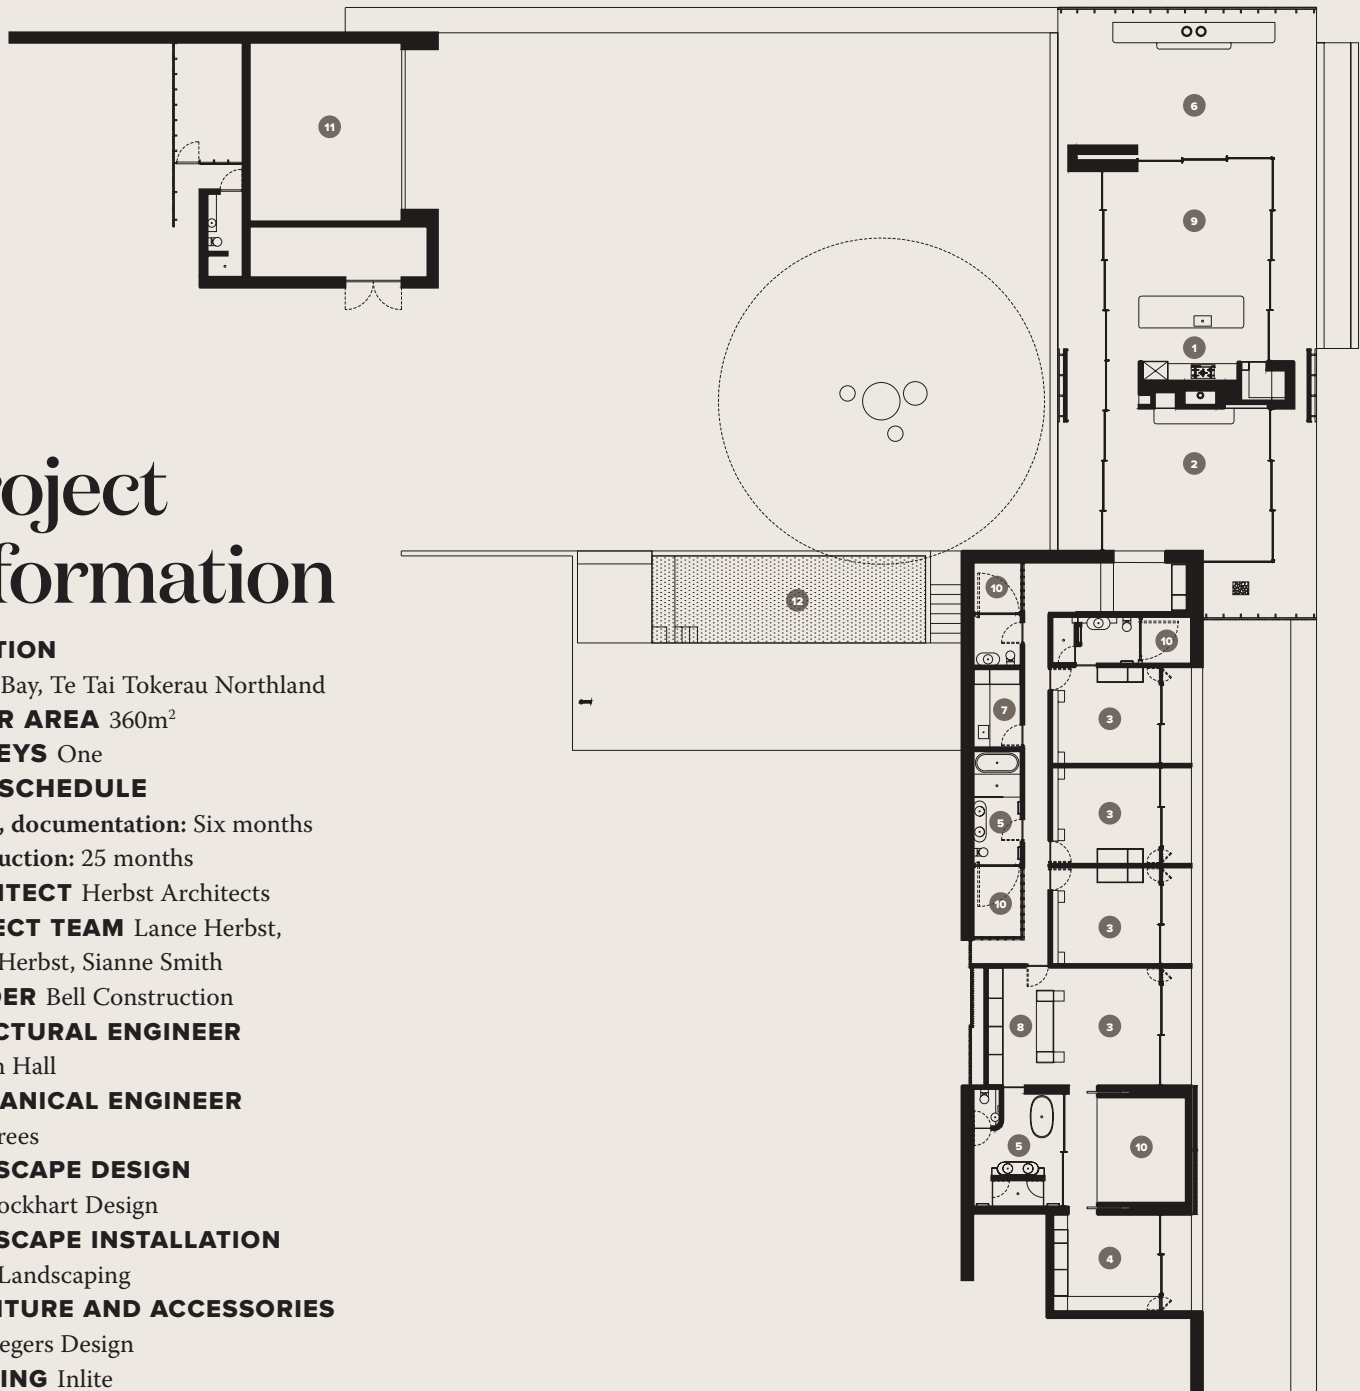 roject
formation
TION
Bay, Te Tai Tokerau Northland
R AREA 360m²
EYS One
SCHEDULE
, documentation: Six months
uction: 25 months
ITECT Herbst Architects
ECT TEAM Lance Herbst,
Herbst, Sianne Smith
DER Bell Construction
CTURAL ENGINEER
n Hall
ANICAL ENGINEER
rees
SCAPE DESIGN
ockhart Design
SCAPE INSTALLATION
Landscaping
ITURE AND ACCESSORIES
egers Design
ING Inlite
11
6
9
1
2
12
10
10
7
3
5
3
10
3
8
3
5
10
4